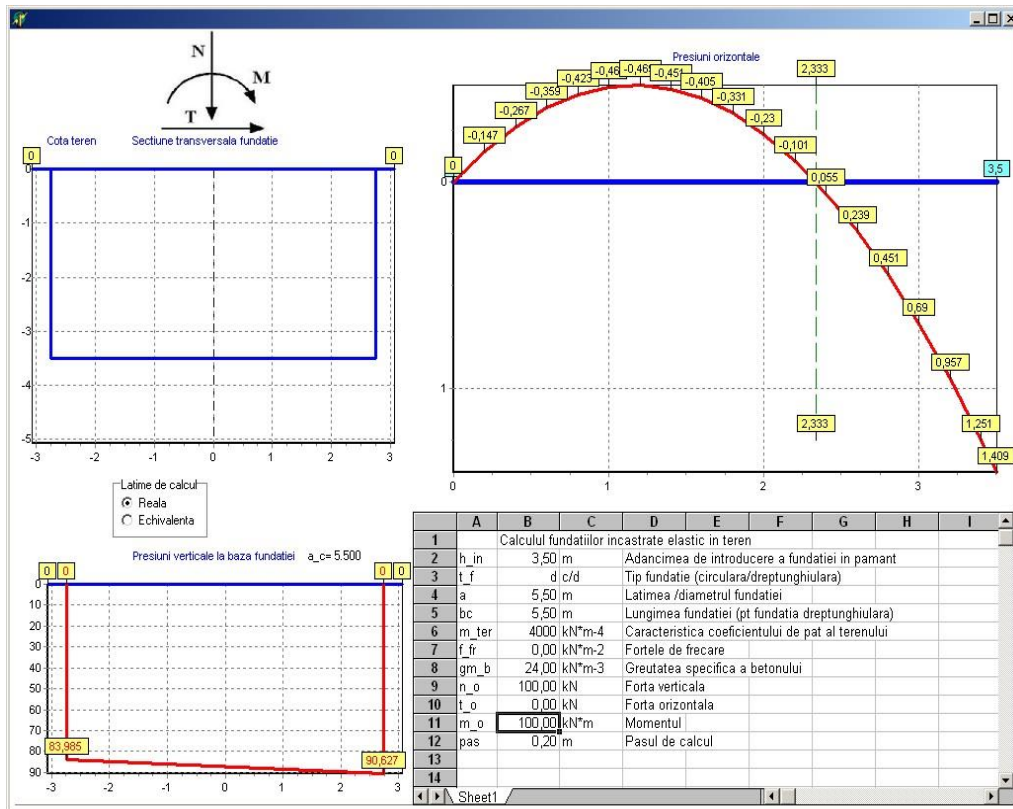 N
M
T
Cota teren
Sectiune transversala fundatie
0
0
0
-1
-2
-3
-4
-5
-3
-2
-1
0
1
2
3
Presiuni orizontale
0
-0,147
-0,267
-0,359
-0,423
-0,451
-0,405
-0,331
-0,23
-0,101
2,333
0,055
3,5
0,239
0,451
0,69
0,957
2,333
1,251
1,409
0
1
0
1
2
3
Latime de calcul
Reala
Echivalenta
Presiuni verticale la baza fundatiei a_c= 5.500
0 0
0 0
0
10
20
30
40
50
60
70
80
90
83,985
90,627
-3
-2
-1
0
1
2
3
A B C D E F G H I
1 Calculul fundatiilor incastrate elastic in teren
2 h_in 3,50 m Adancimea de introducere a fundatiei in pamant
3 t_f d c/d Tip fundatie (circulara/dreptunghiulara)
4 a 5,50 m Latimea /diametrul fundatiei
5 bc 5,50 m Lungimea fundatiei (pt fundatia dreptunghiulara)
6 m_ter 4000 kN*m-4 Caracteristica coeficientului de pat al terenului
7 f_fr 0,00 kN*m-2 Fortele de frecare
8 gm_b 24,00 kN*m-3 Greutatea specifica a betonului
9 n_o 100,00 kN Forta verticala
10 t_o 0,00 kN Forta orizontala
11 m_o 100,00 kN*m Momentul
12 pas 0,20 m Pasul de calcul
13
14
Sheet1